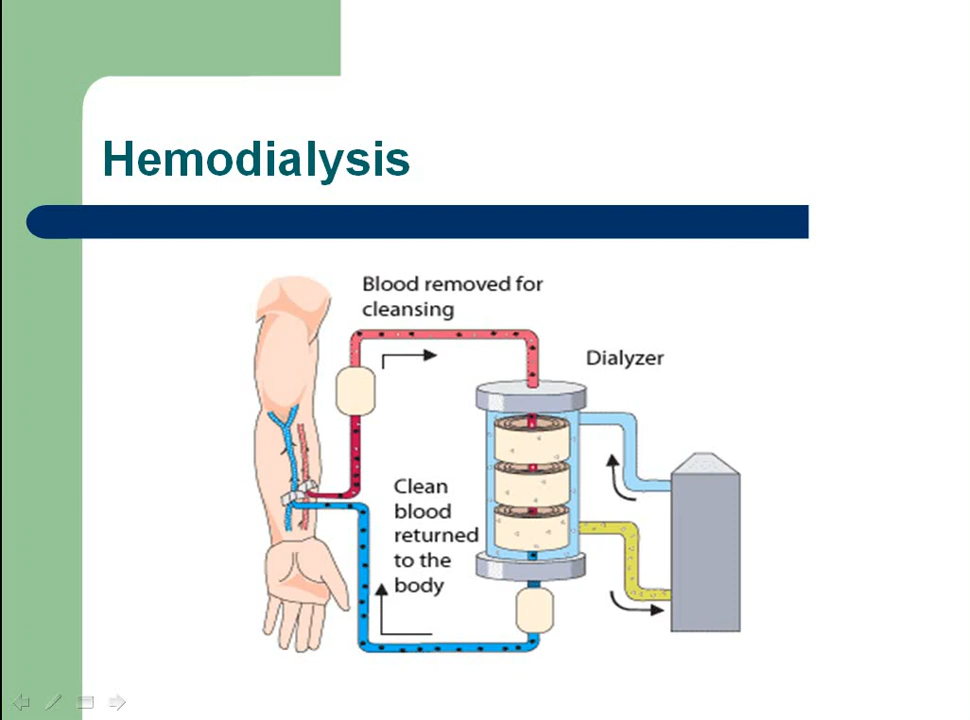 Hemodialysis
Blood removed for
cleansing
Dialyzer
Clean
blood
returned
to the
body